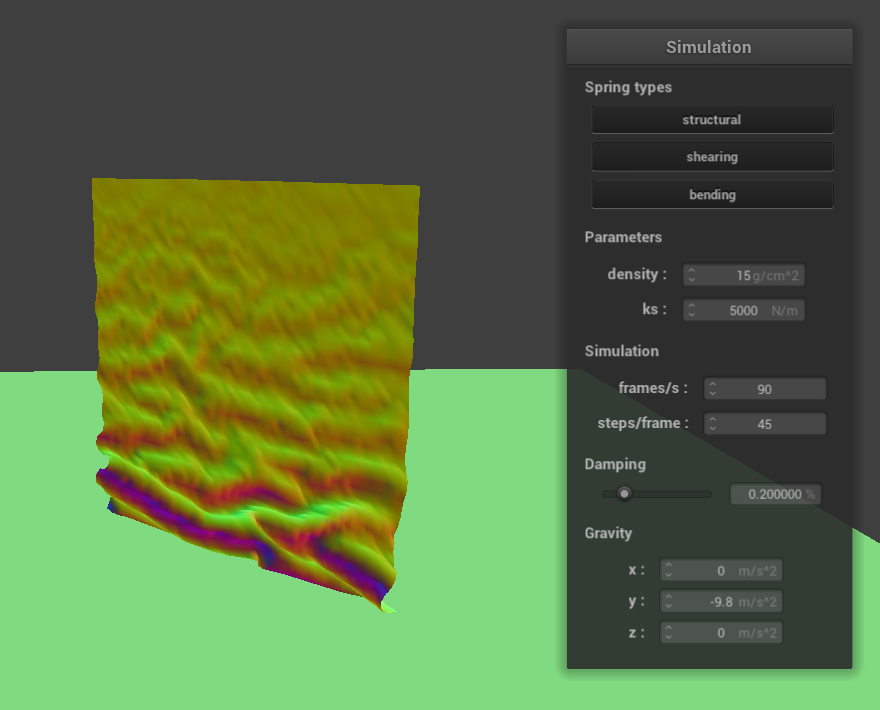 Simulation
Spring types
structural
shearing
bending
Parameters
density : 15 g/cm^2
ks : 5000 N/m
Simulation
frames/s : 90
steps/frame : 45
Damping
0.200000 %
Gravity
x : 0 m/s^2
y : -9.8 m/s^2
z : 0 m/s^2